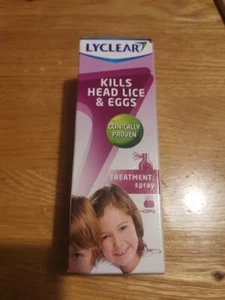 LYCLEAR
KILLS
HEAD LICE
& EGGS
CLINICALLY
PROVEN
TREATMENT:
spray